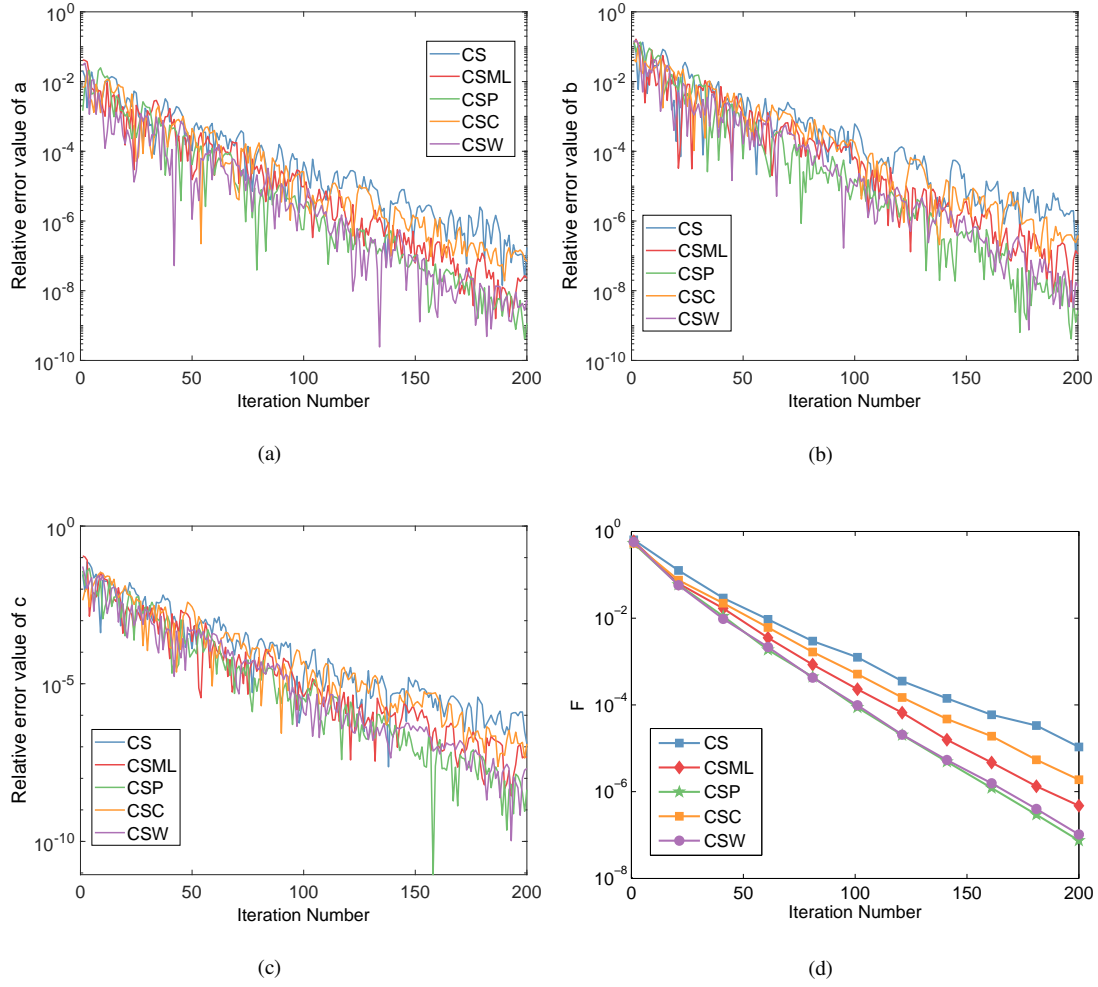 Relative error value of a
10^0
10^-2
10^-4
10^-6
10^-8
10^-10
0 50 100 150 200
Iteration Number
CS
CSML
CSP
CSC
CSW
(a)
Relative error value of b
10^0
10^-2
10^-4
10^-6
10^-8
10^-10
0 50 100 150 200
Iteration Number
CS
CSML
CSP
CSC
CSW
(b)
Relative error value of c
10^0
10^-5
10^-10
0 50 100 150 200
Iteration Number
CS
CSML
CSP
CSC
CSW
(c)
F
10^0
10^-2
10^-4
10^-6
10^-8
0 50 100 150 200
Iteration Number
CS
CSML
CSP
CSC
CSW
(d)